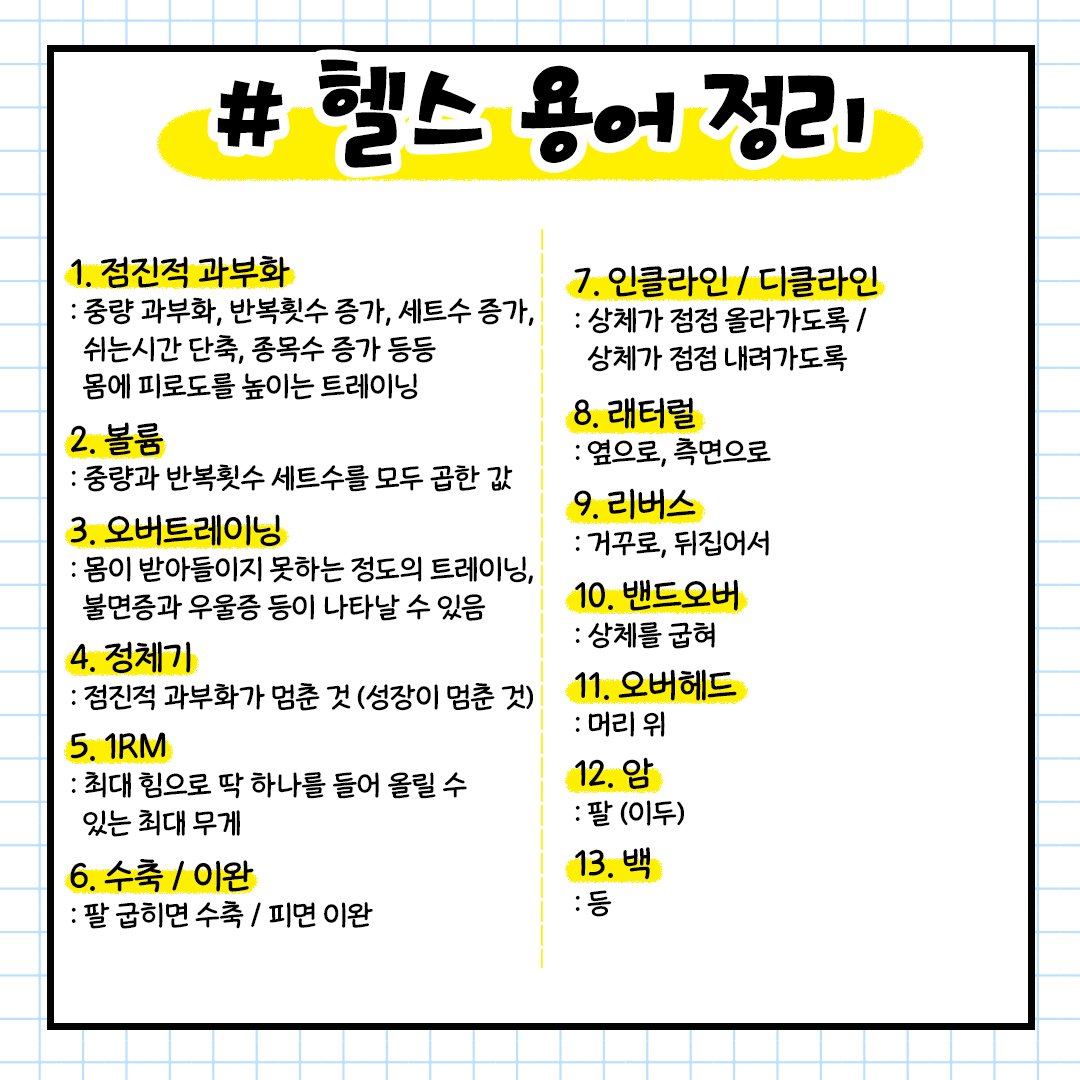 # 헬스 용어 정리
1. 점진적 과부화
: 중량 과부화, 반복횟수 증가, 세트수 증가,
쉬는시간 단축, 종목수 증가 등등
몸에 피로도를 높이는 트레이닝
2. 볼륨
: 중량과 반복횟수 세트수를 모두 곱한 값
3. 오버트레이닝
: 몸이 받아들이지 못하는 정도의 트레이닝,
불면증과 우울증 등이 나타날 수 있음
4. 정체기
: 점진적 과부화가 멈춘 것 (성장이 멈춘 것)
5. 1RM
: 최대 힘으로 딱 하나를 들어 올릴 수
있는 최대 무게
6. 수축 / 이완
: 팔 굽히면 수축 / 피면 이완
7. 인클라인 / 디클라인
: 상체가 점점 올라가도록 /
상체가 점점 내려가도록
8. 래터럴
: 옆으로, 측면으로
9. 리버스
: 거꾸로, 뒤집어서
10. 밴드오버
: 상체를 굽혀
11. 오버헤드
: 머리 위
12. 암
: 팔 (이두)
13. 백
: 등